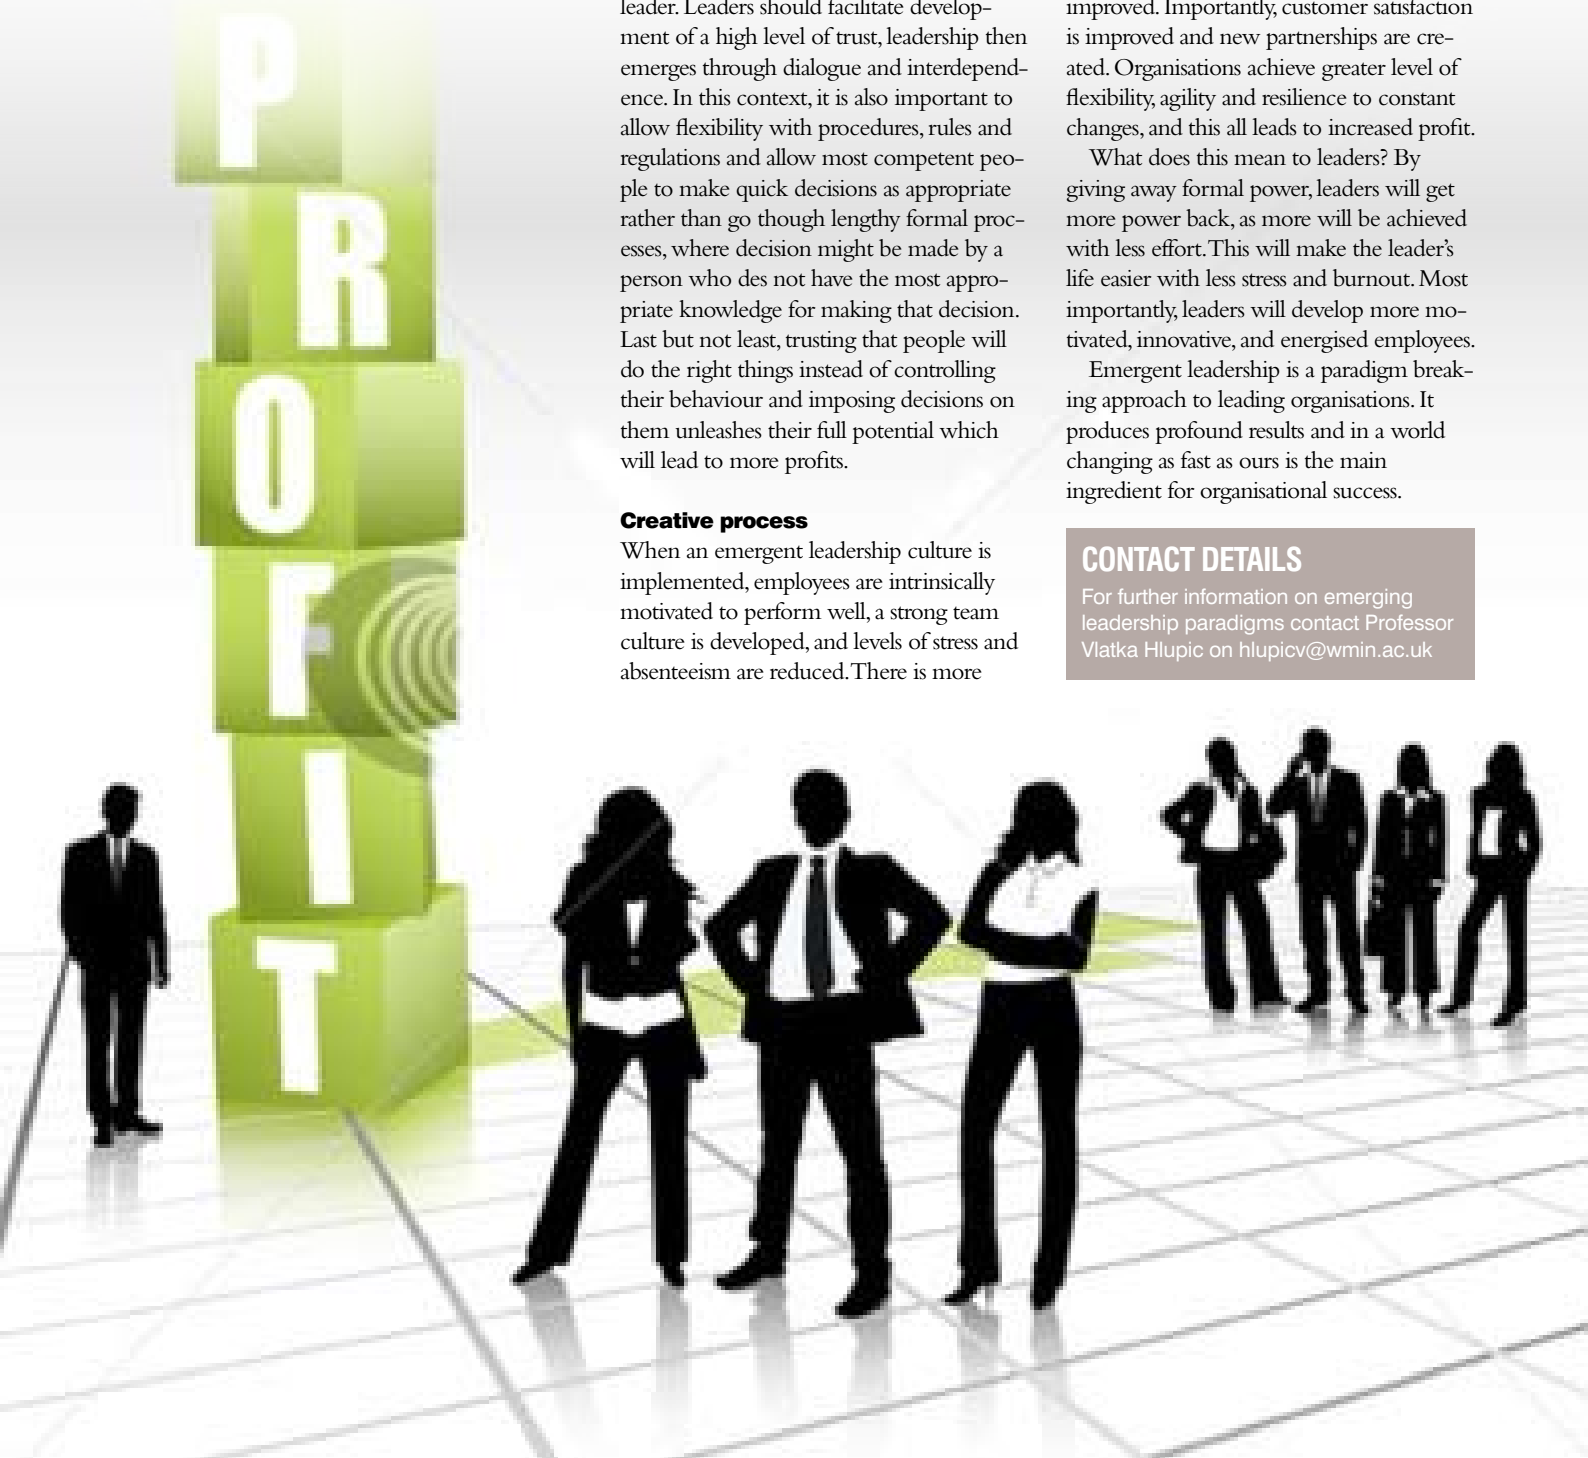 P
R
O
F
I
T
leader. Leaders should facilitate develop-
ment of a high level of trust, leadership then
emerges through dialogue and interdepend-
ence. In this context, it is also important to
allow flexibility with procedures, rules and
regulations and allow most competent peo-
ple to make quick decisions as appropriate
rather than go though lengthy formal proc-
esses, where decision might be made by a
person who des not have the most appro-
priate knowledge for making that decision.
Last but not least, trusting that people will
do the right things instead of controlling
their behaviour and imposing decisions on
them unleashes their full potential which
will lead to more profits.
Creative process
When an emergent leadership culture is
implemented, employees are intrinsically
motivated to perform well, a strong team
culture is developed, and levels of stress and
absenteeism are reduced. There is more
improved. Importantly, customer satisfaction
is improved and new partnerships are cre-
ated. Organisations achieve greater level of
flexibility, agility and resilience to constant
changes, and this all leads to increased profit.
What does this mean to leaders? By
giving away formal power, leaders will get
more power back, as more will be achieved
with less effort. This will make the leader’s
life easier with less stress and burnout. Most
importantly, leaders will develop more mo-
tivated, innovative, and energised employees.
Emergent leadership is a paradigm break-
ing approach to leading organisations. It
produces profound results and in a world
changing as fast as ours is the main
ingredient for organisational success.
CONTACT DETAILS
For further information on emerging
leadership paradigms contact Professor
Vlatka Hlupic on hlupicv@wmin.ac.uk